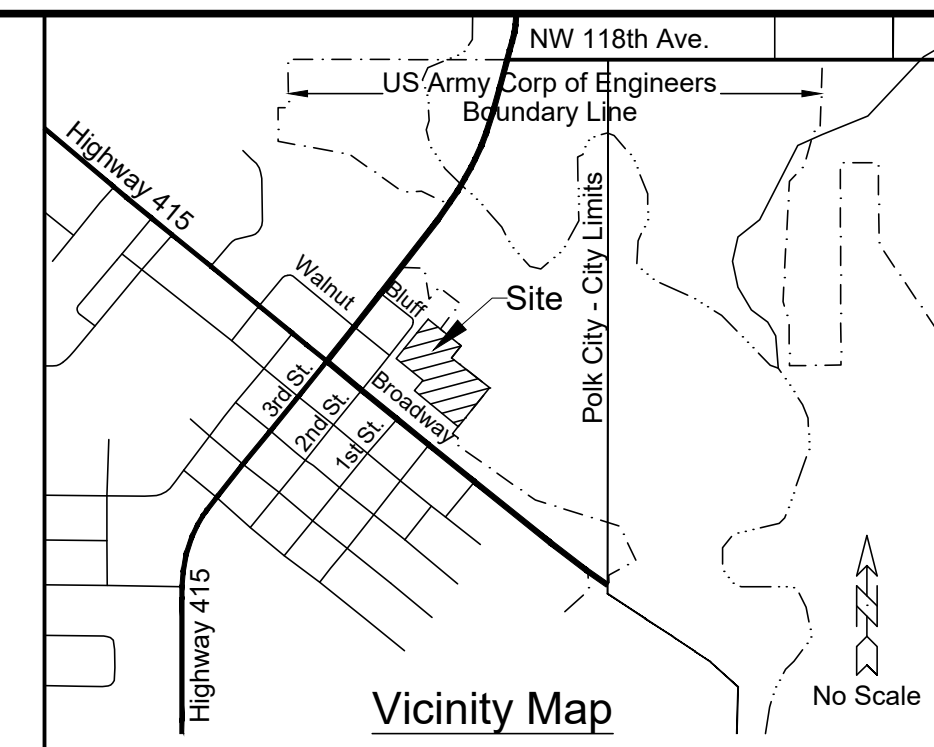 NW 118th Ave.
US Army Corp of Engineers
Boundary Line
Highway 415
Polk City - City Limits
Walnut
Bluff
Site
3rd St.
Broadway
2nd St.
1st St.
Highway 415
No Scale
Vicinity Map